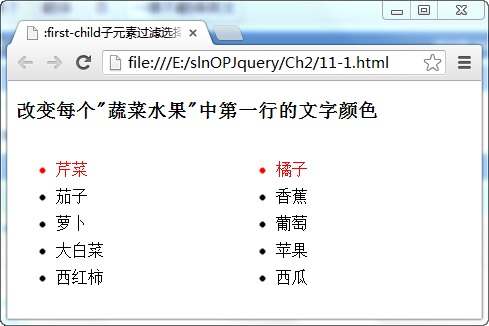 :first-child子元素过滤选择
file:///E:/slnOPJquery/Ch2/11-1.html
改变每个"蔬菜水果"中第一行的文字颜色
芹菜
茄子
萝卜
大白菜
西红柿
橘子
香蕉
葡萄
苹果
西瓜